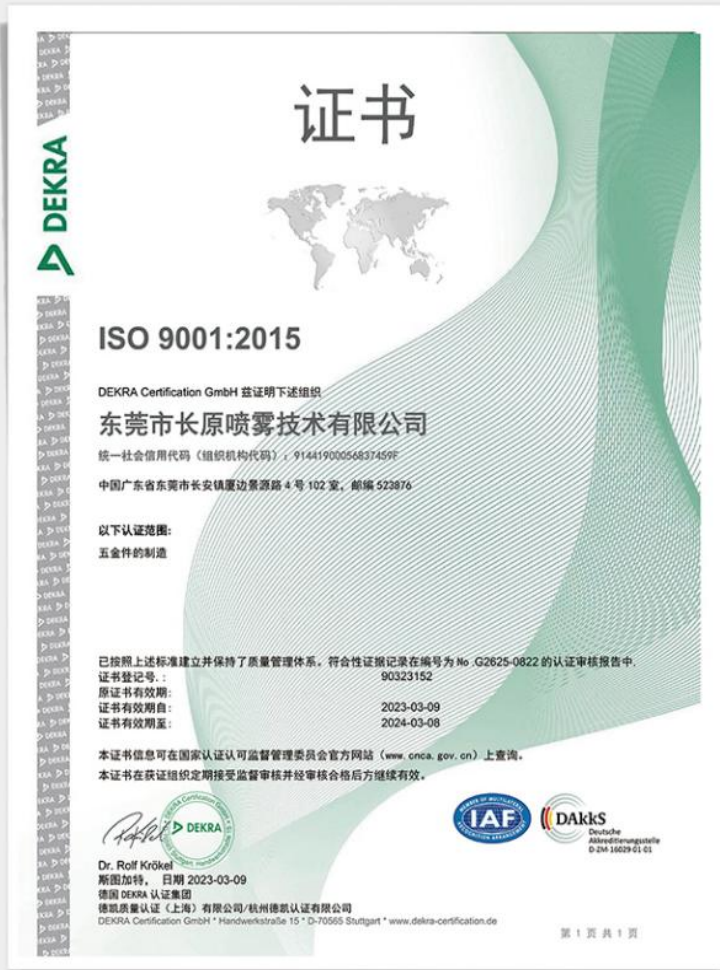 证书
DEKRA
ISO 9001:2015
DEKRA Certification GmbH 兹证明下述组织
东莞市长原喷雾技术有限公司
统一社会信用代码（组织机构代码）：91441900056837459F
中国广东省东莞市长安镇厦边景源路 4 号 102 室，邮编 523876
以下认证范围:
五金件的制造
已按照上述标准建立并保持了质量管理体系。符合性证据记录在编号为 No .G2625-0822 的认证审核报告中.
证书登记号.： 90323152
原证书有效期:
证书有效期自: 2023-03-09
证书有效期至: 2024-03-08
本证书信息可在国家认证认可监督管理委员会官方网站（www.cnca.gov.cn）上查询。
本证书在获证组织定期接受监督审核并经审核合格后方继续有效。
DEKRA
MEMBER OF MULTILATERAL
IAF
RECOGNITION ARRANGEMENT
DAkkS
Deutsche
Akkreditierungsstelle
D-ZM-16029-01-01
Dr. Rolf Krökel
斯图加特， 日期 2023-03-09
德国 DEKRA 认证集团
德凯质量认证（上海）有限公司/杭州德凯认证有限公司
DEKRA Certification GmbH * Handwerkstraße 15 * D-70565 Stuttgart * www.dekra-certification.de
第 1 页 共 1 页